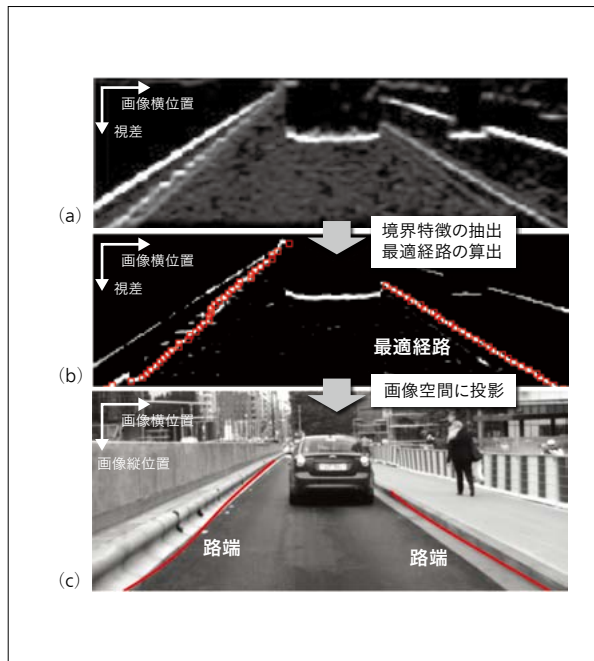 画像横位置
視差
(a)
境界特徴の抽出
最適経路の算出
画像横位置
視差
最適経路
(b)
画像空間に投影
画像横位置
画像縦位置
路端
路端
(c)